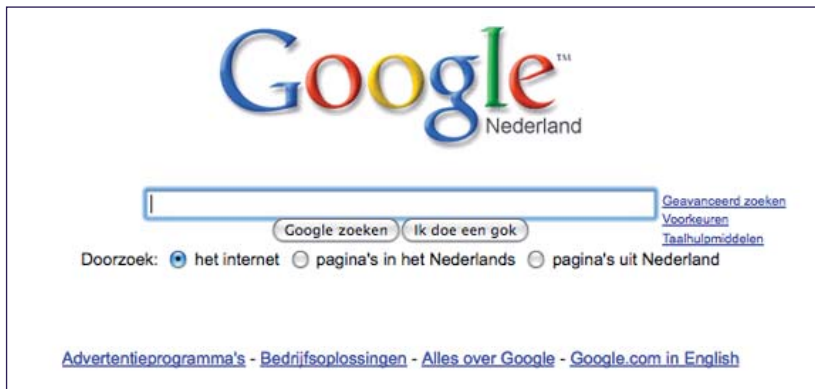 Google™
Nederland
Geavanceerd zoeken
Voorkeuren
Taalhulpmiddelen
Google zoeken Ik doe een gok
Doorzoek: het internet pagina's in het Nederlands pagina's uit Nederland
Advertentieprogramma's - Bedrijfsoplossingen - Alles over Google - Google.com in English